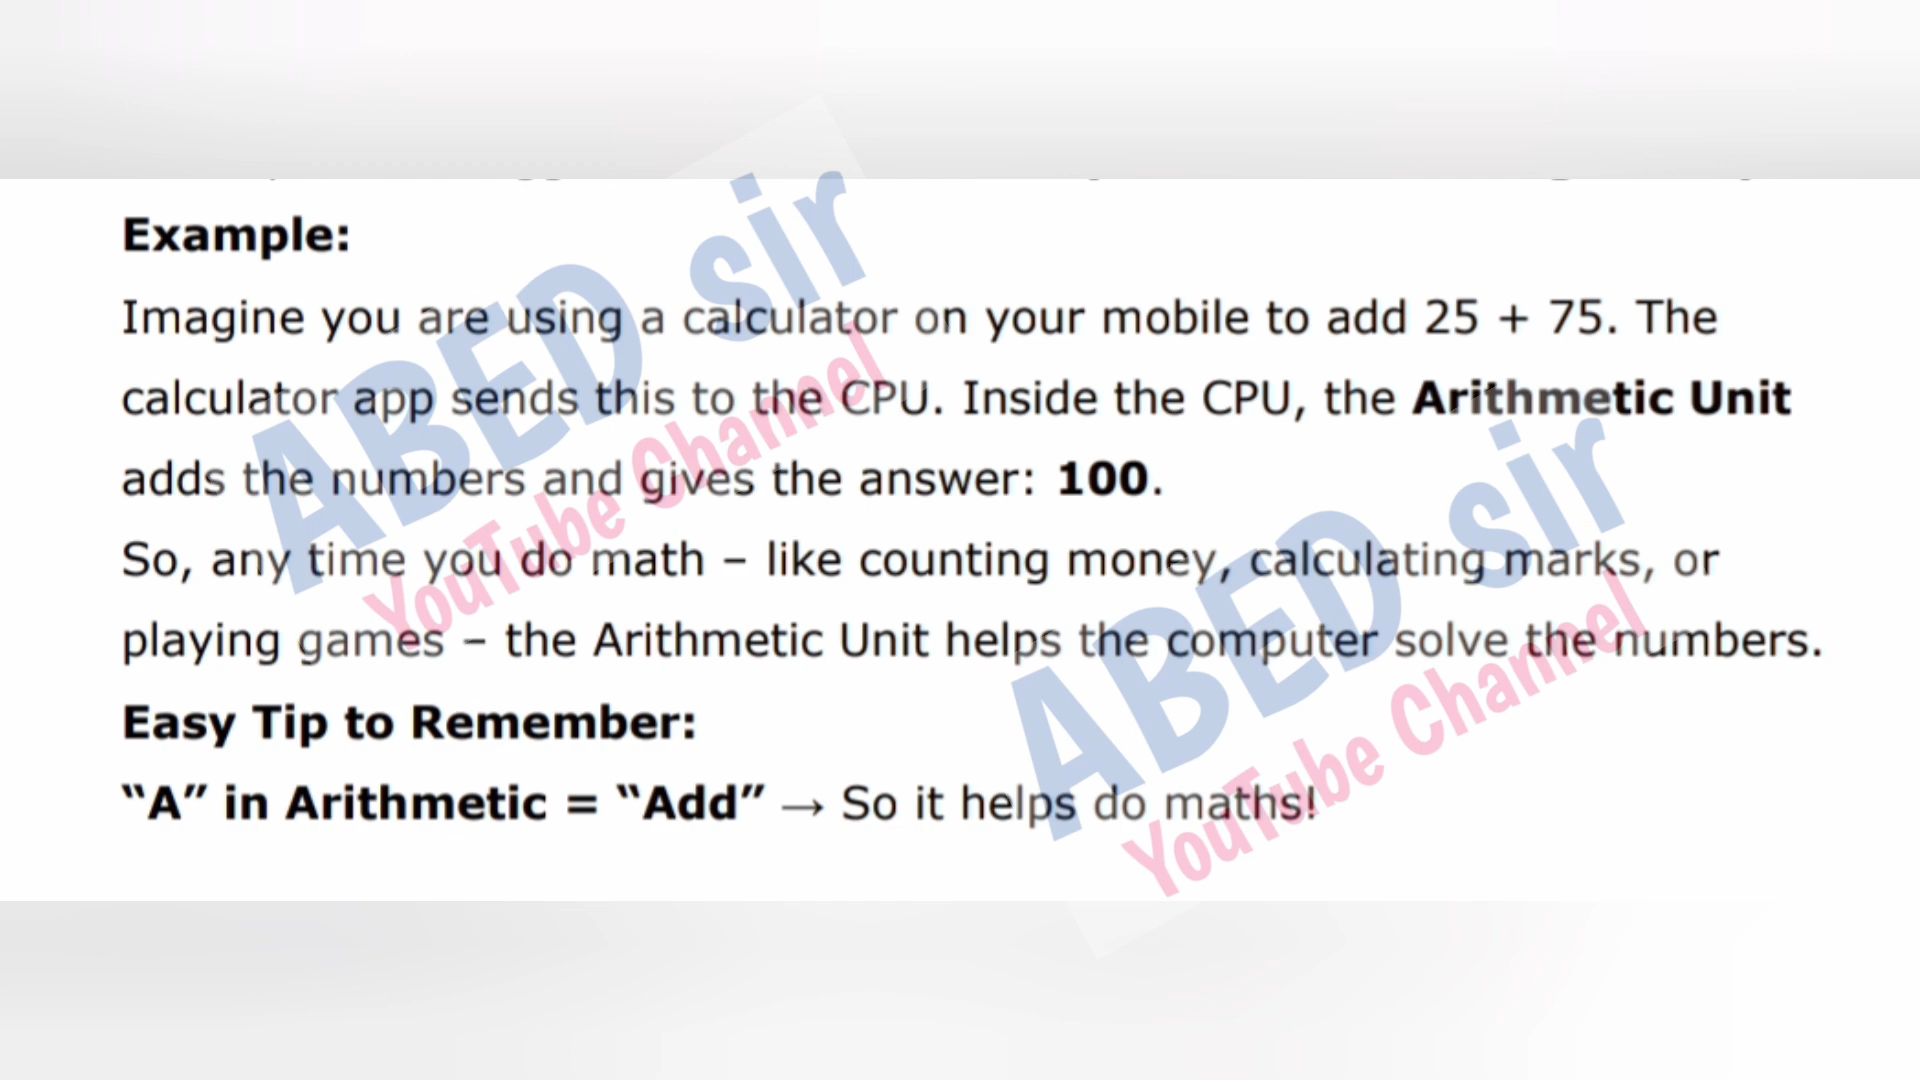 Example:
Imagine you are using a calculator on your mobile to add 25 + 75. The
calculator app sends this to the CPU. Inside the CPU, the Arithmetic Unit
adds the numbers and gives the answer: 100.
So, any time you do math – like counting money, calculating marks, or
playing games – the Arithmetic Unit helps the computer solve the numbers.
Easy Tip to Remember:
“A” in Arithmetic = “Add” → So it helps do maths!
ABED sir
YouTube Channel
ABED sir
YouTube Channel